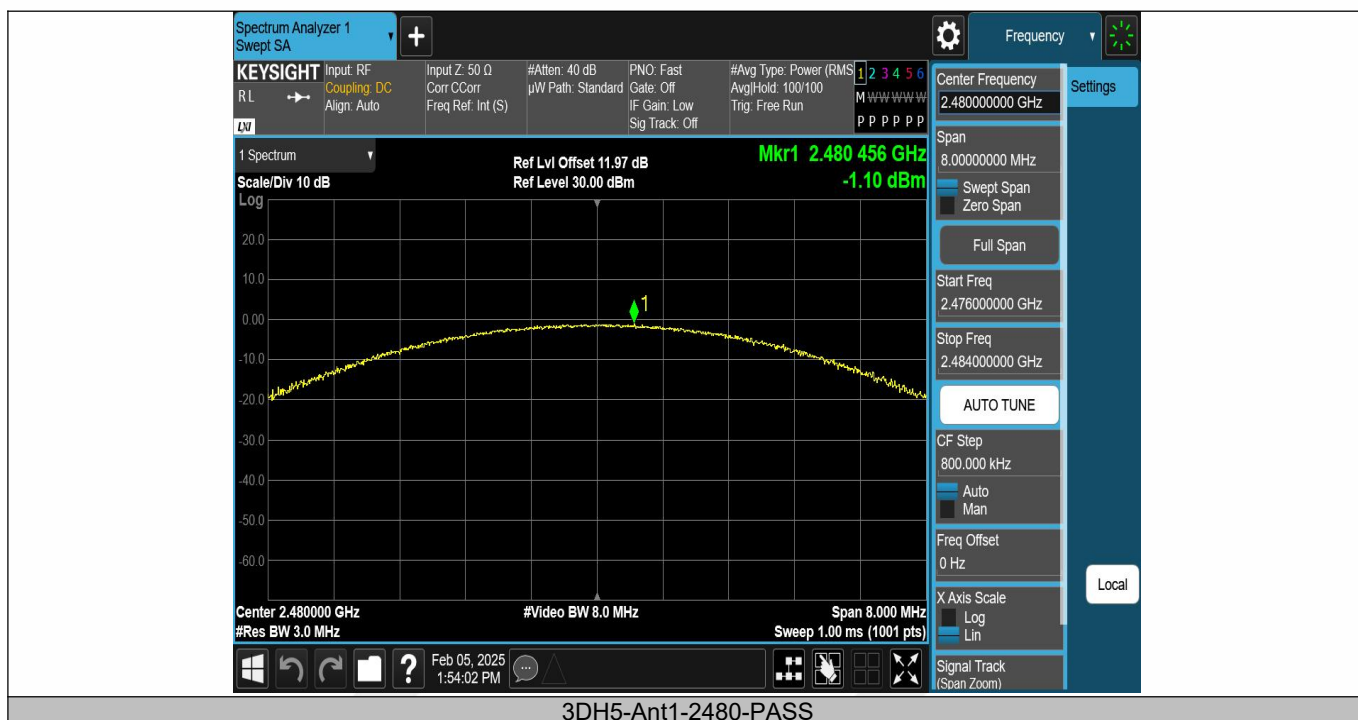 Spectrum Analyzer 1
Swept SA
+
Frequency
KEYSIGHT
RL
LXI
Input: RF
Coupling: DC
Align: Auto
Input Z: 50 Ω
Corr CCorr
Freq Ref: Int (S)
#Atten: 40 dB
µW Path: Standard
PNO: Fast
Gate: Off
IF Gain: Low
Sig Track: Off
#Avg Type: Power (RMS
Avg|Hold: 100/100
Trig: Free Run
1 2 3 4 5 6
M W W W W W
P P P P P P
1 Spectrum
Scale/Div 10 dB
Log
Ref Lvl Offset 11.97 dB
Ref Level 30.00 dBm
Mkr1 2.480 456 GHz
-1.10 dBm
20.0
10.0
0.00
-10.0
-20.0
-30.0
-40.0
-50.0
-60.0
1
Center 2.480000 GHz
#Res BW 3.0 MHz
#Video BW 8.0 MHz
Span 8.000 MHz
Sweep 1.00 ms (1001 pts)
Center Frequency
2.480000000 GHz
Span
8.00000000 MHz
Swept Span
Zero Span
Full Span
Start Freq
2.476000000 GHz
Stop Freq
2.484000000 GHz
AUTO TUNE
CF Step
800.000 kHz
Auto
Man
Freq Offset
0 Hz
X Axis Scale
Log
Lin
Signal Track
(Span Zoom)
Settings
Local
?
Feb 05, 2025
1:54:02 PM
3DH5-Ant1-2480-PASS